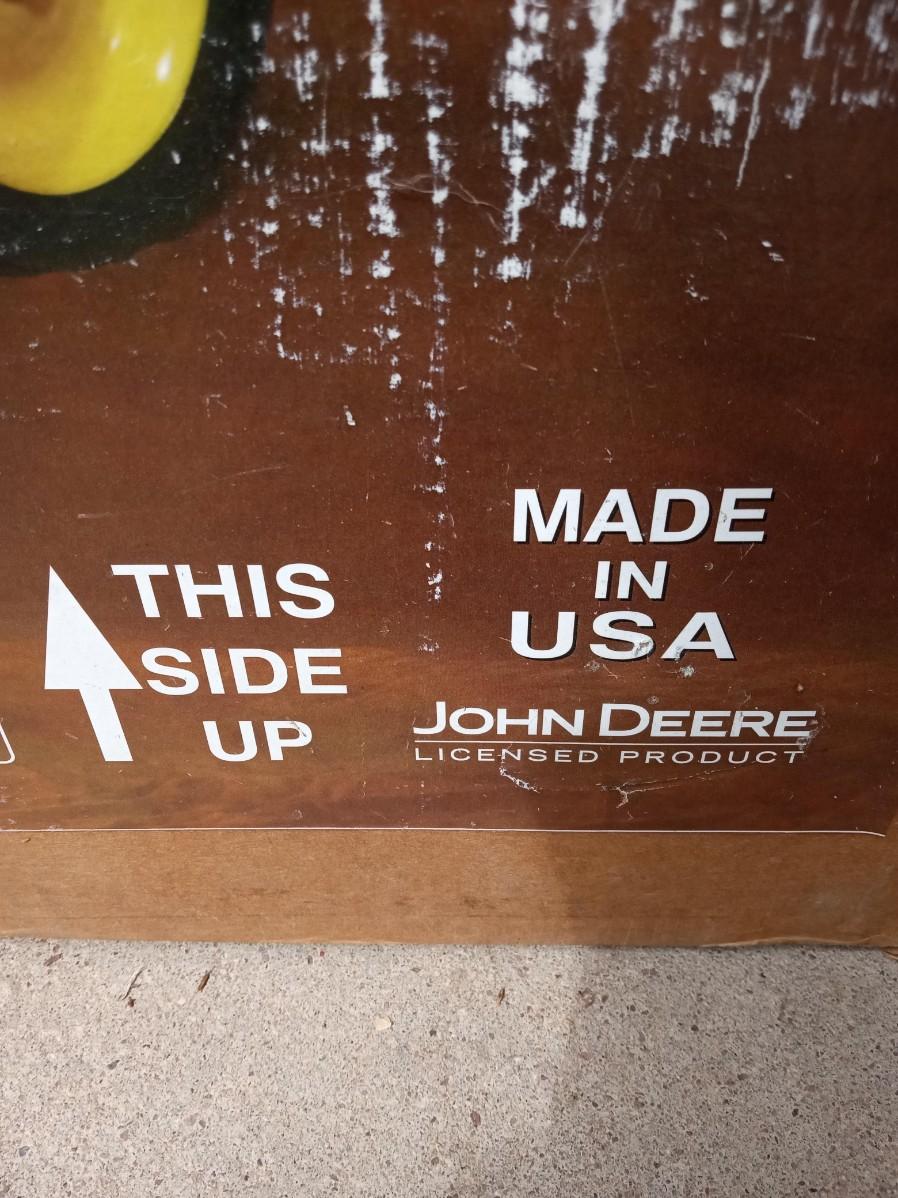 THIS
SIDE
UP
MADE
IN
USA
JOHN DEERE
LICENSED PRODUCT